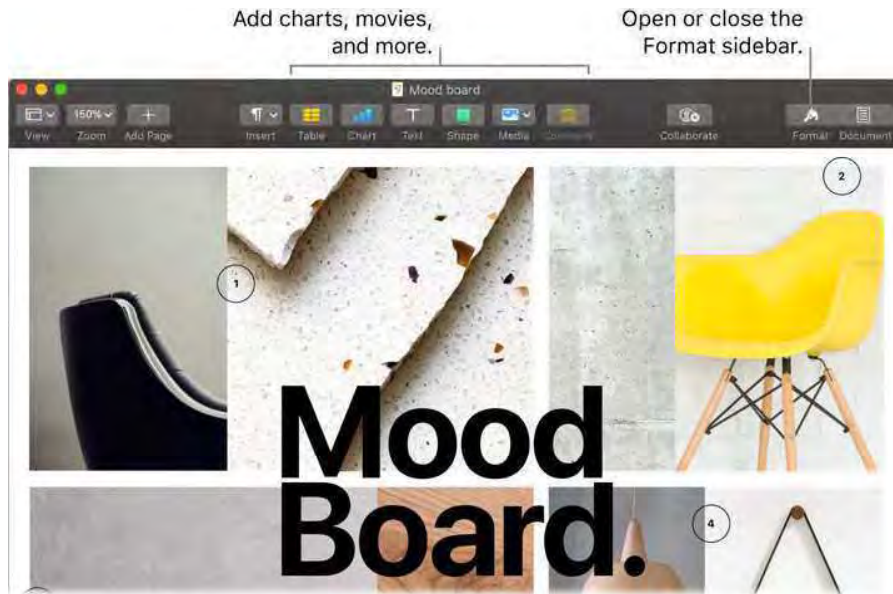 Add charts, movies,
and more.
Open or close the
Format sidebar.
Mood board
150%
View Zoom Add Page Insert Table Chart Text Shape Media Comment Collaborate Format Document
1
2
Mood
Board.
4